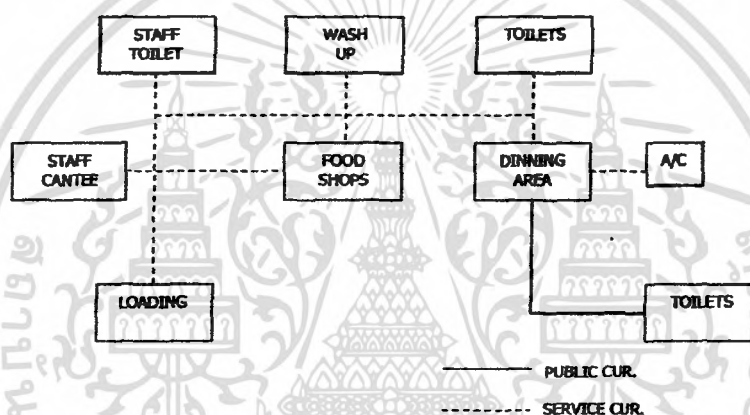 STAFF
TOILET
WASH
UP
TOILETS
STAFF
CANTEE
FOOD
SHOPS
DINNING
AREA
A/C
LOADING
TOILETS
PUBLIC CUR.
SERVICE CUR.